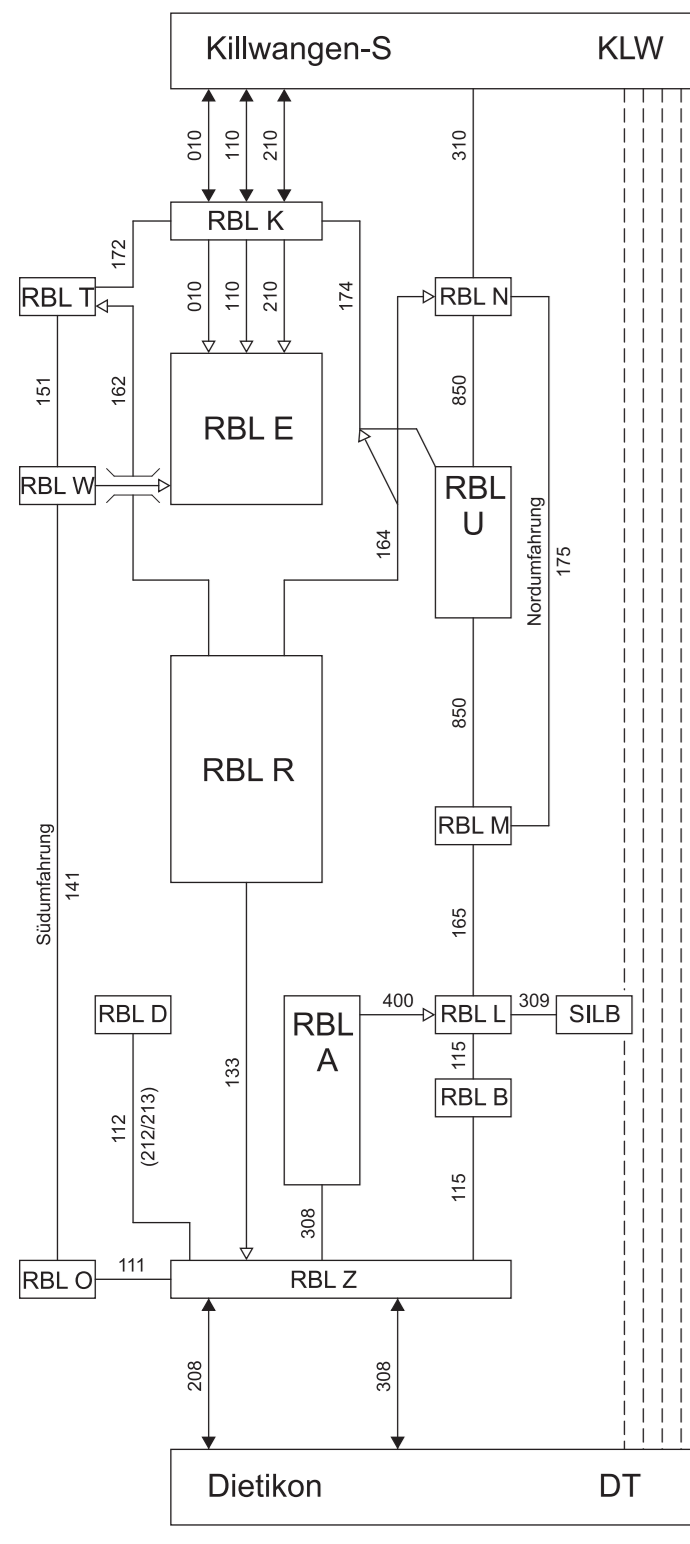 Killwangen-S KLW
010
110
210
310
RBL K
172
RBL T
010
110
210
174
RBL N
151
162
RBL E
850
RBL W
RBL
U
164
Nordumfahrung
175
RBL R
850
RBL M
Südumfahrung
141
165
RBL D
RBL
A
400
RBL L
309
SILB
115
133
112
(212/213)
RBL B
115
308
RBL O
111
RBL Z
208
308
Dietikon DT